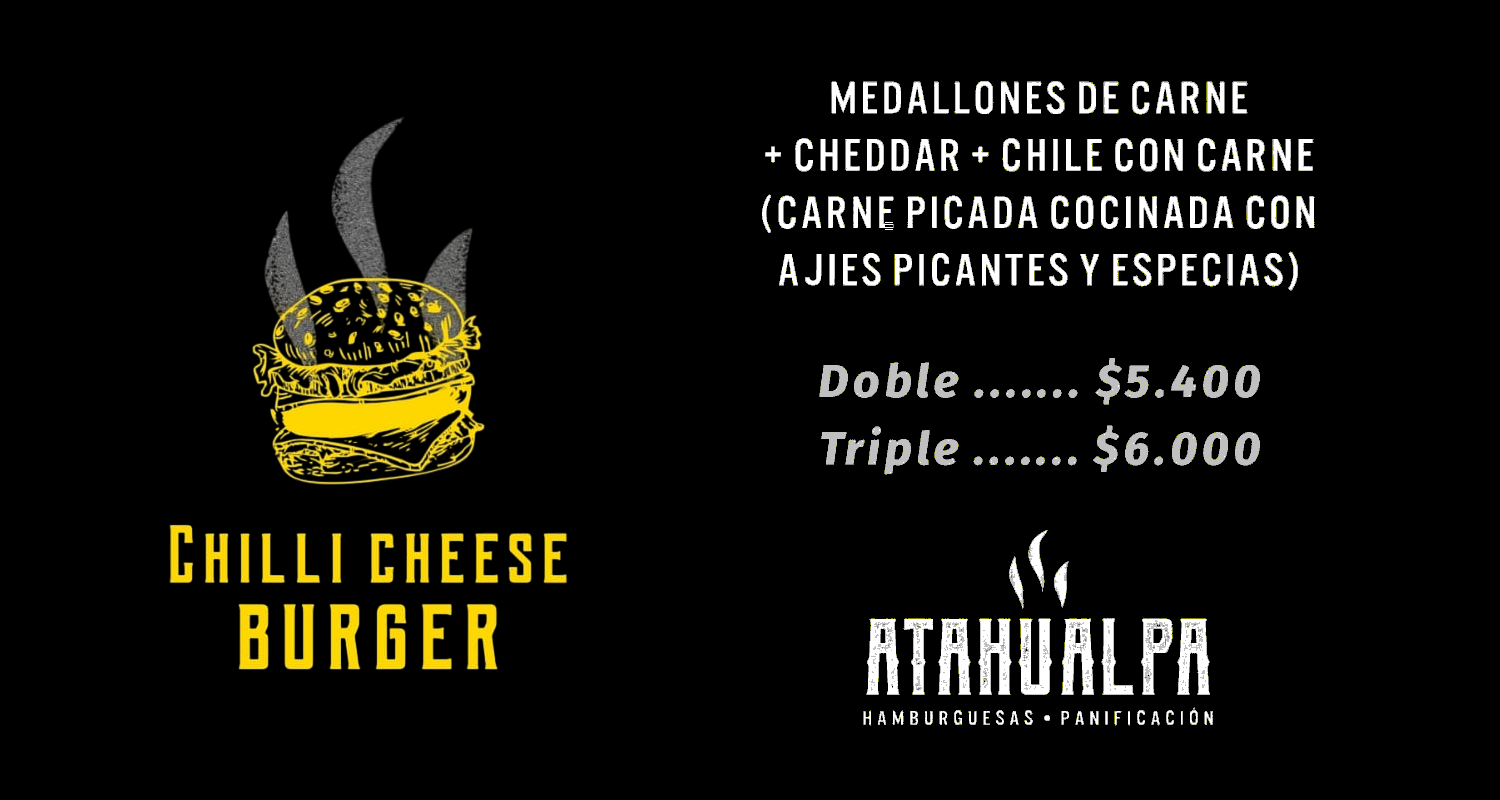 CHILLI CHEESE
BURGER
MEDALLONES DE CARNE
+ CHEDDAR + CHILE CON CARNE
(CARNE PICADA COCINADA CON
AJIES PICANTES Y ESPECIAS)
Doble ....... $5.400
Triple ....... $6.000
ATAHUALPA
HAMBURGUESAS • PANIFICACIÓN